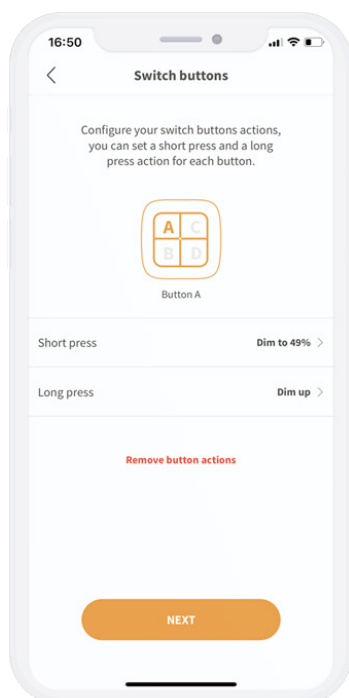 16:50
Switch buttons
Configure your switch buttons actions,
you can set a short press and a long
press action for each button.
A C
B D
Button A
Short press Dim to 49%
Long press Dim up
Remove button actions
NEXT